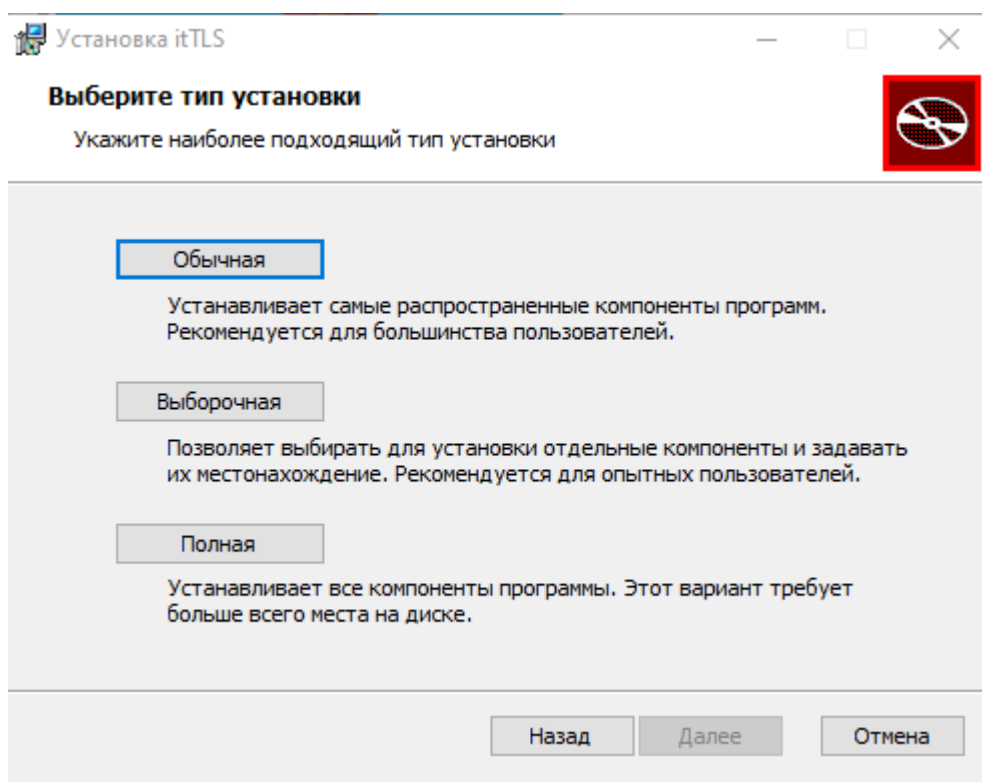 Установка itTLS
Выберите тип установки
Укажите наиболее подходящий тип установки
Обычная
Устанавливает самые распространенные компоненты программ.
Рекомендуется для большинства пользователей.
Выборочная
Позволяет выбирать для установки отдельные компоненты и задавать
их местонахождение. Рекомендуется для опытных пользователей.
Полная
Устанавливает все компоненты программы. Этот вариант требует
больше всего места на диске.
Назад
Далее
Отмена